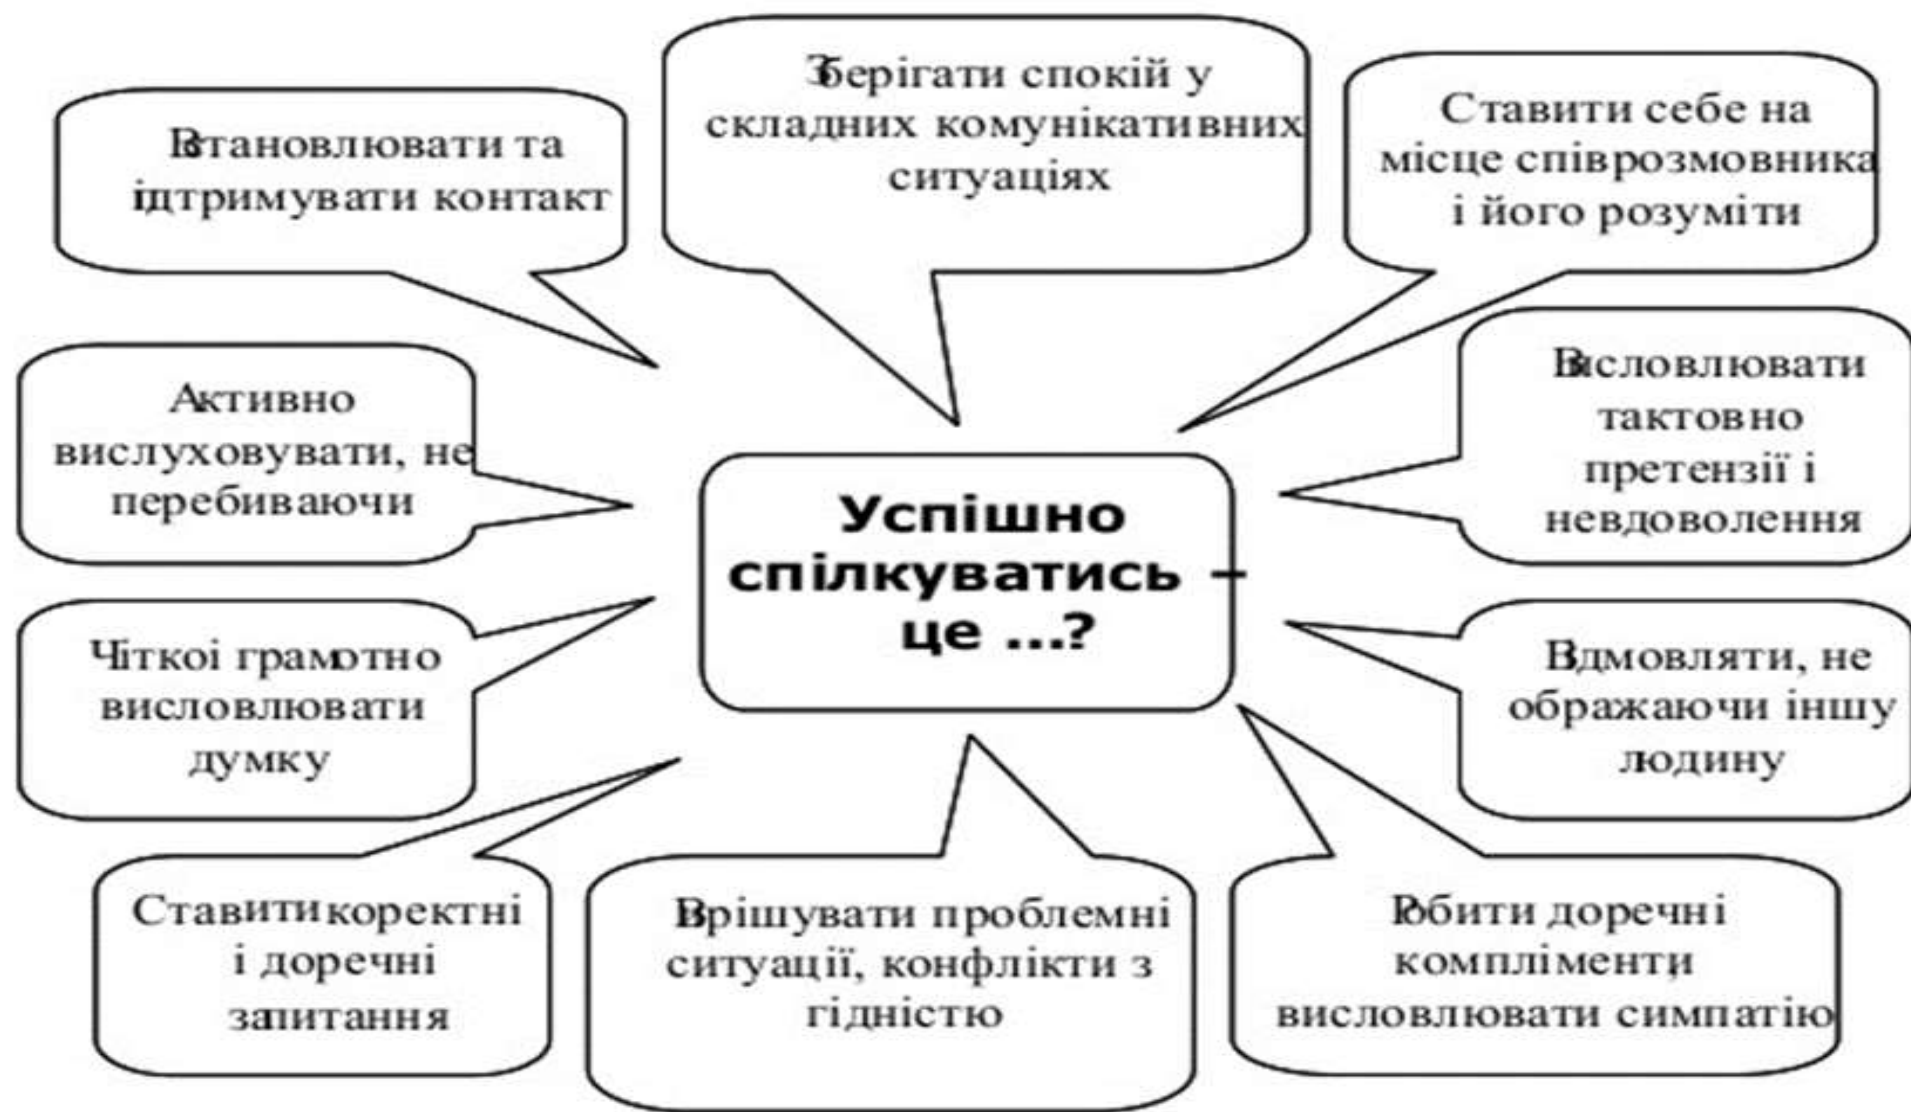 Встановлювати та
підтримувати контакт
Зберігати спокій у
складних комунікативних
ситуаціях
Ставити себе на
місце співрозмовника
і його розуміти
Активно
вислуховувати, не
перебиваючи
Висловлювати
тактовно
претензії і
невдоволення
Успішно
спілкуватись –
це ...?
Чітко і грамотно
висловлювати
думку
Відмовляти, не
ображаючи іншу
людину
Ставити коректні
і доречні
запитання
Вирішувати проблемні
ситуації, конфлікти з
гідністю
Робити доречні
компліменти,
висловлювати симпатію